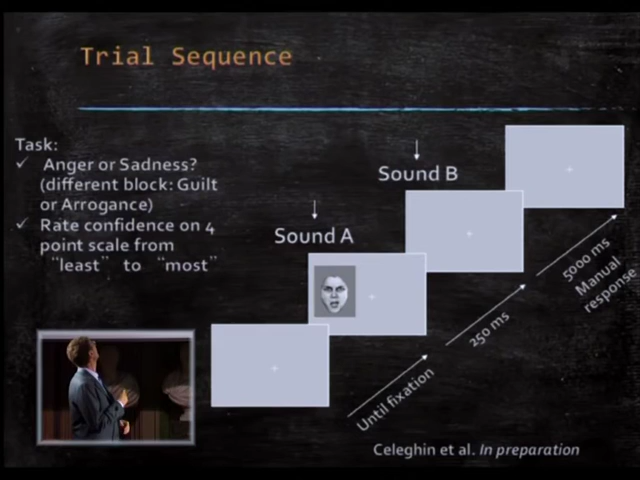 Trial Sequence
Task:
✓ Anger or Sadness?
(different block: Guilt
or Arrogance)
✓ Rate confidence on 4
point scale from
“least” to “most”
Sound A
Sound B
Until fixation
250 ms
5000 ms
Manual
response
Celeghin et al. In preparation